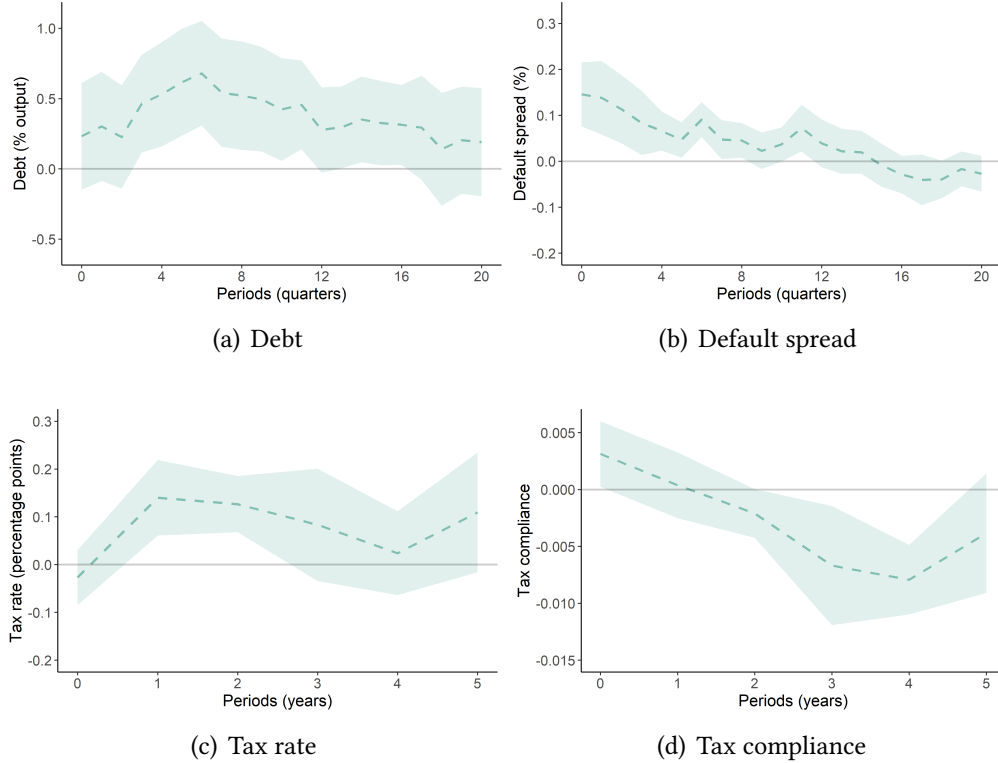 1.0
0.5
0.0
-0.5
Debt (% output)
0 4 8 12 16 20
Periods (quarters)
(a) Debt
0.3
0.2
0.1
0.0
-0.1
-0.2
Default spread (%)
0 4 8 12 16 20
Periods (quarters)
(b) Default spread
0.3
0.2
0.1
0.0
-0.1
-0.2
Tax rate (percentage points)
0 1 2 3 4 5
Periods (years)
(c) Tax rate
0.005
0.000
-0.005
-0.010
-0.015
Tax compliance
0 1 2 3 4 5
Periods (years)
(d) Tax compliance